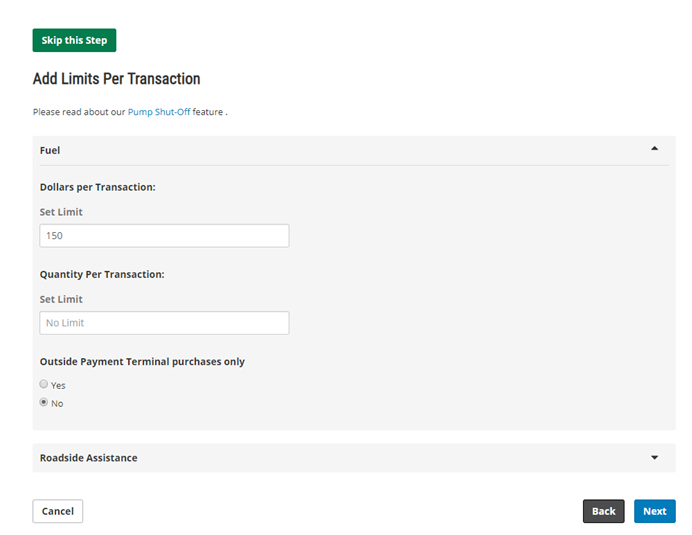 Skip this Step
Add Limits Per Transaction
Please read about our Pump Shut-Off feature .
Fuel
Dollars per Transaction:
Set Limit
150
Quantity Per Transaction:
Set Limit
No Limit
Outside Payment Terminal purchases only
Yes
No
Roadside Assistance
Cancel
Back
Next